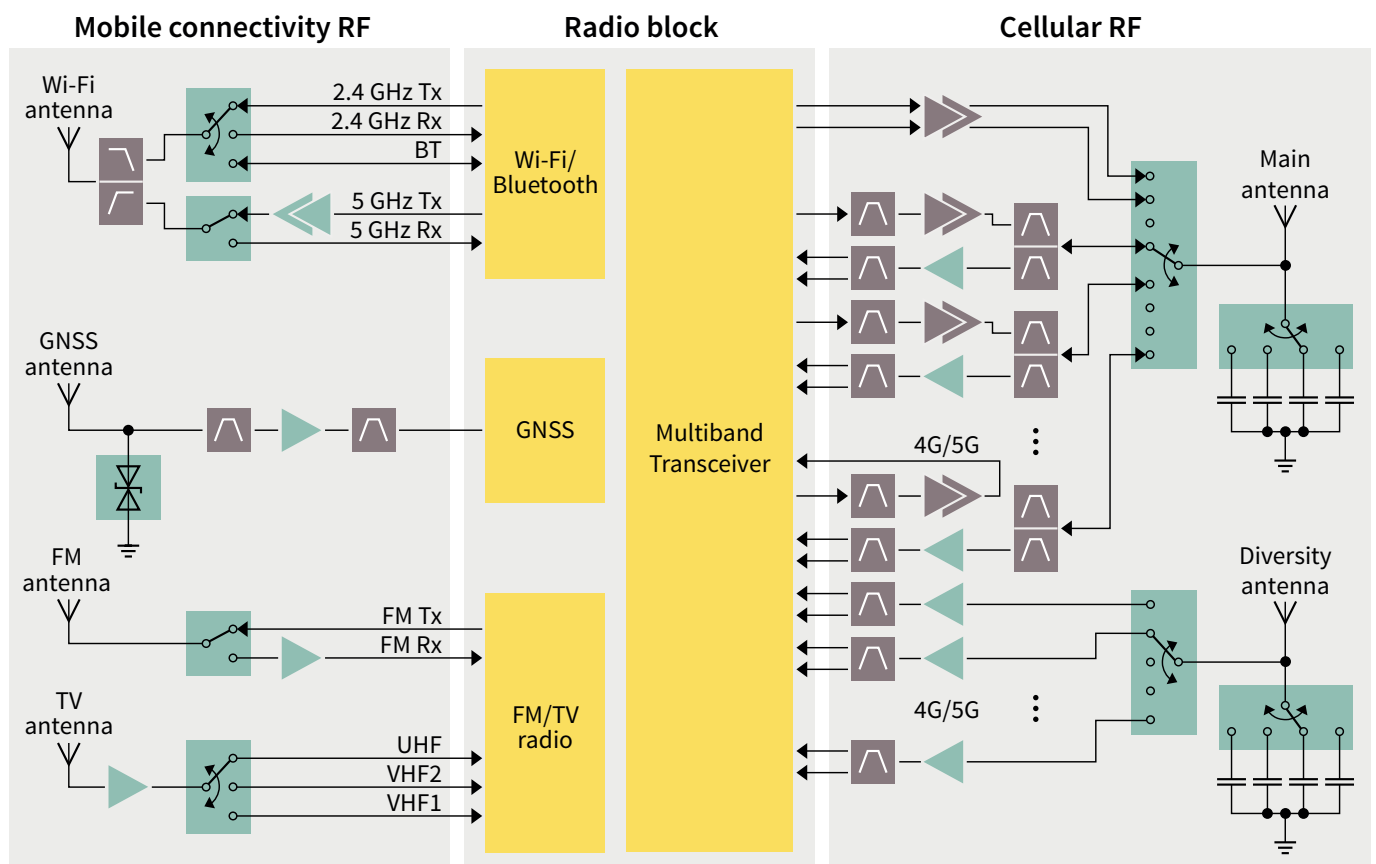 Mobile connectivity RF
Radio block
Cellular RF
Wi-Fi
antenna
2.4 GHz Tx
2.4 GHz Rx
BT
5 GHz Tx
5 GHz Rx
Wi-Fi/
Bluetooth
GNSS
antenna
GNSS
FM
antenna
FM Tx
FM Rx
TV
antenna
UHF
VHF2
VHF1
FM/TV
radio
Multiband
Transceiver
Main
antenna
4G/5G
Diversity
antenna
4G/5G